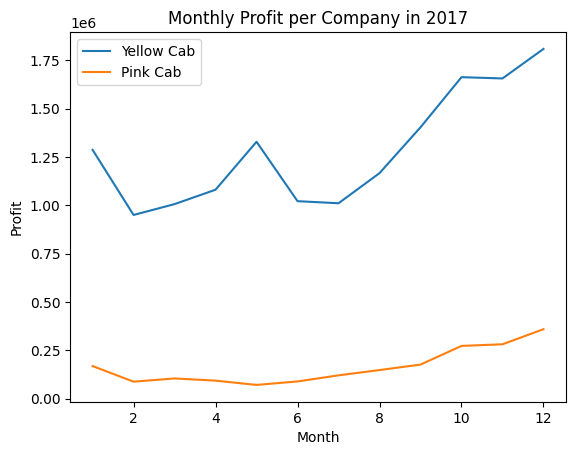 Monthly Profit per Company in 2017
1e6
Yellow Cab
Pink Cab
1.75
1.50
1.25
1.00
0.75
0.50
0.25
0.00
Profit
2 4 6 8 10 12
Month